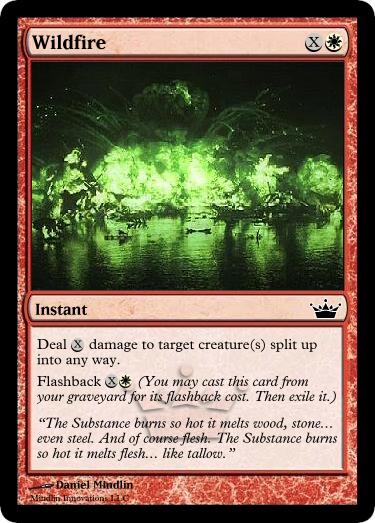 Wildfire X
Instant
Deal X damage to target creature(s) split up
into any way.
Flashback X (You may cast this card from
your graveyard for its flashback cost. Then exile it.)
“The Substance burns so hot it melts wood, stone…
even steel. And of course flesh. The Substance burns
so hot it melts flesh… like tallow.”
Daniel Mindlin
Mindlin Innovations LLC